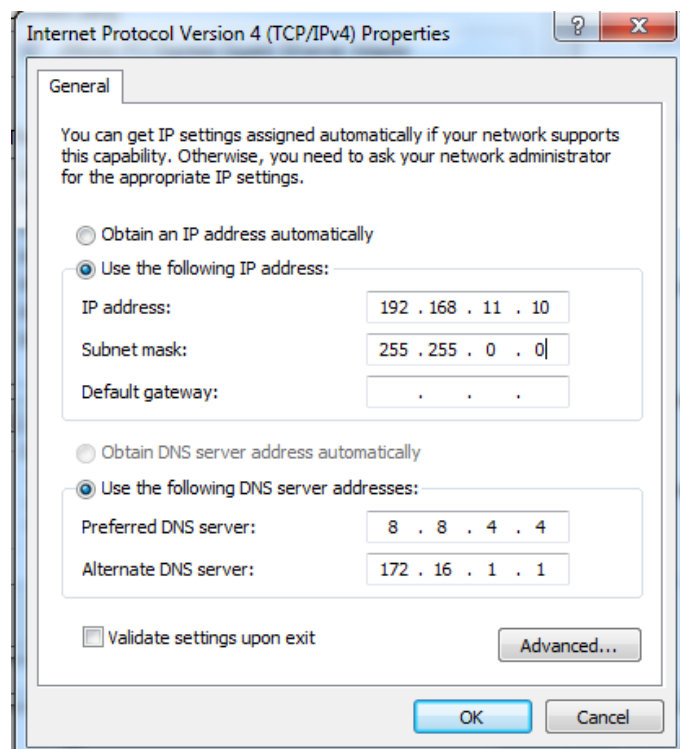 Internet Protocol Version 4 (TCP/IPv4) Properties
General
You can get IP settings assigned automatically if your network supports
this capability. Otherwise, you need to ask your network administrator
for the appropriate IP settings.
Obtain an IP address automatically
Use the following IP address:
IP address: 192 . 168 . 11 . 10
Subnet mask: 255 . 255 . 0 . 0
Default gateway: . . .
Obtain DNS server address automatically
Use the following DNS server addresses:
Preferred DNS server: 8 . 8 . 4 . 4
Alternate DNS server: 172 . 16 . 1 . 1
Validate settings upon exit
Advanced...
OK Cancel